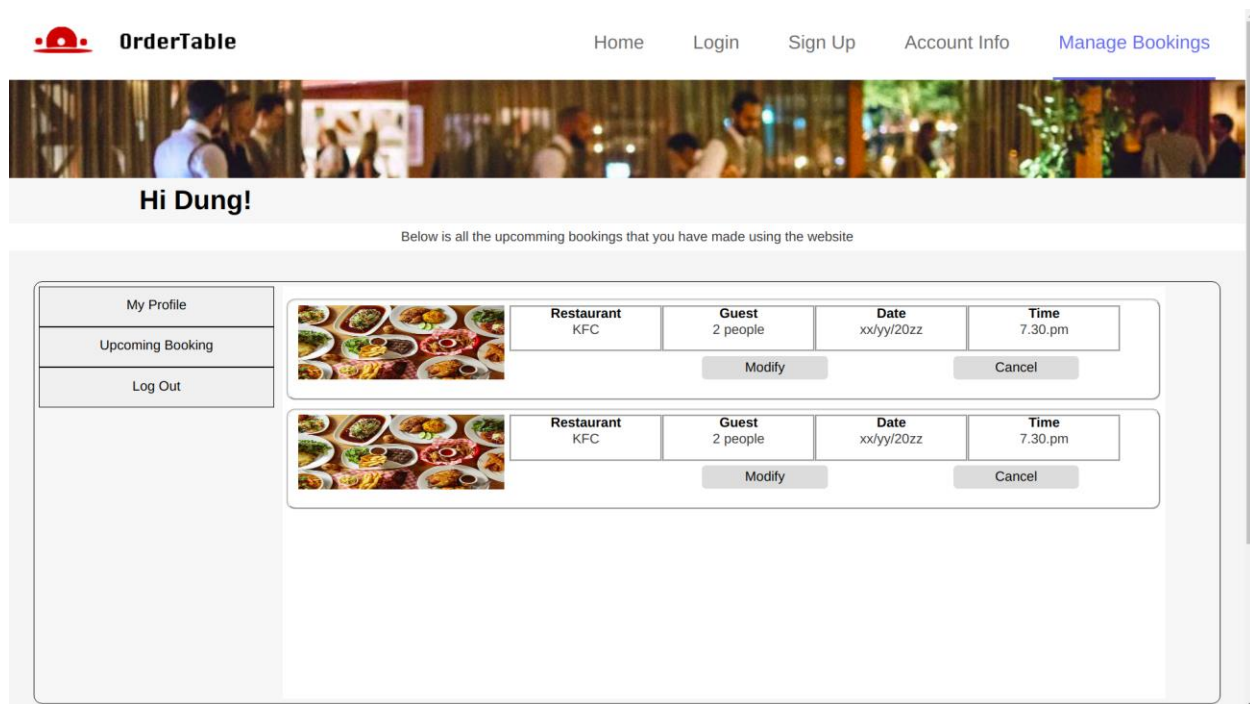 OrderTable Home Login Sign Up Account Info Manage Bookings
Hi Dung!
Below is all the upcomming bookings that you have made using the website
My Profile
Upcoming Booking
Log Out
Restaurant Guest Date Time
KFC 2 people xx/yy/20zz 7.30.pm
Modify Cancel
Restaurant Guest Date Time
KFC 2 people xx/yy/20zz 7.30.pm
Modify Cancel